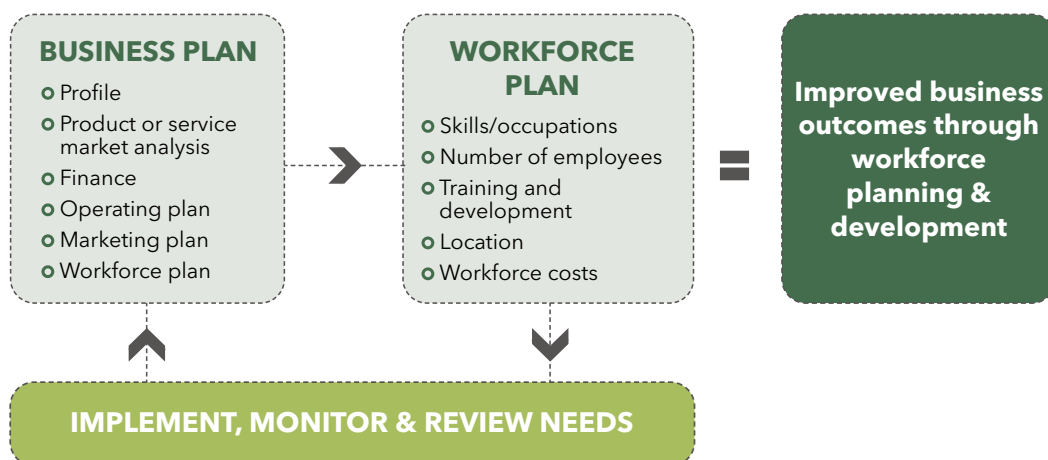 BUSINESS PLAN
Profile
Product or service
market analysis
Finance
Operating plan
Marketing plan
Workforce plan
WORKFORCE
PLAN
Skills/occupations
Number of employees
Training and
development
Location
Workforce costs
=
Improved business
outcomes through
workforce
planning &
development
IMPLEMENT, MONITOR & REVIEW NEEDS